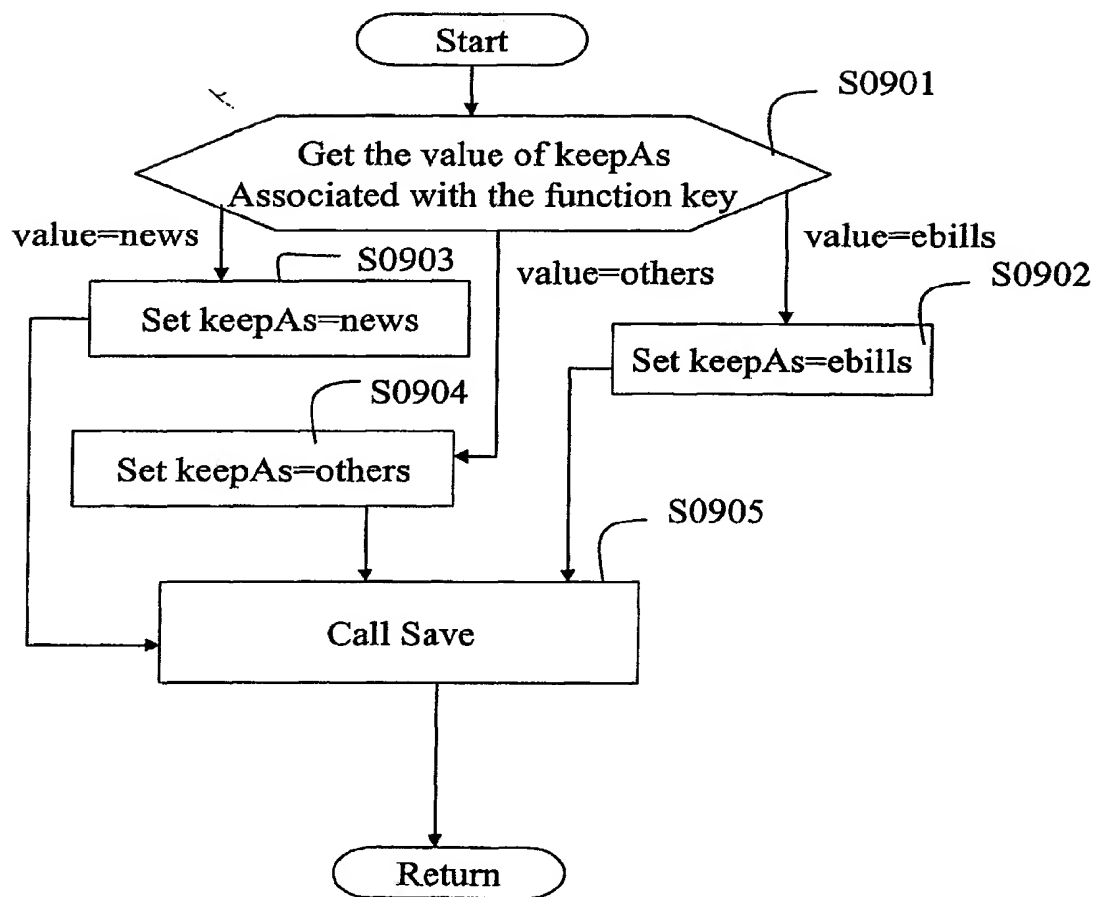 Start
S0901
Get the value of keepAs
Associated with the function key
value=news
value=others
value=ebills
S0903
S0902
Set keepAs=news
Set keepAs=ebills
S0904
Set keepAs=others
S0905
Call Save
Return